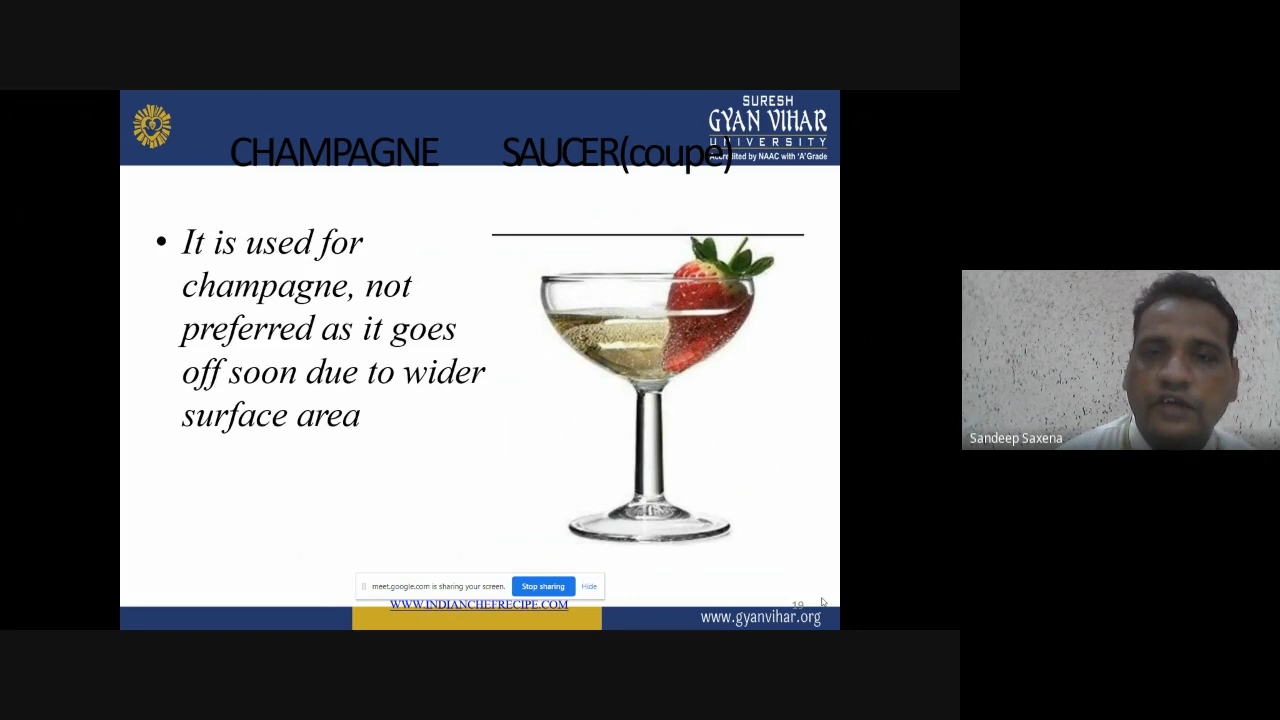 SURESH
GYAN VIHAR
UNIVERSITY
Accredited by NAAC with 'A' Grade
CHAMPAGNE SAUCER(coupe)
• It is used for
champagne, not
preferred as it goes
off soon due to wider
surface area
Sandeep Saxena
meet.google.com is sharing your screen. Stop sharing Hide
WWW.INDIANCHEFRECIPE.COM
19
www.gyanvihar.org